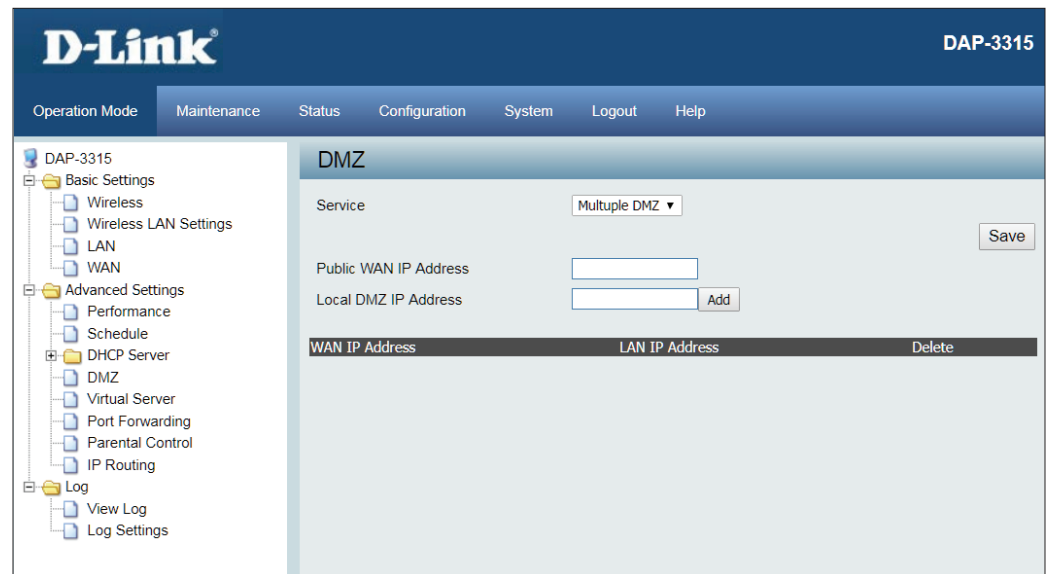 D-Link®
DAP-3315
Operation Mode Maintenance Status Configuration System Logout Help
DAP-3315
Basic Settings
Wireless
Wireless LAN Settings
LAN
WAN
Advanced Settings
Performance
Schedule
DHCP Server
DMZ
Virtual Server
Port Forwarding
Parental Control
IP Routing
Log
View Log
Log Settings
DMZ
Service Multuple DMZ
Save
Public WAN IP Address
Local DMZ IP Address Add
WAN IP Address LAN IP Address Delete